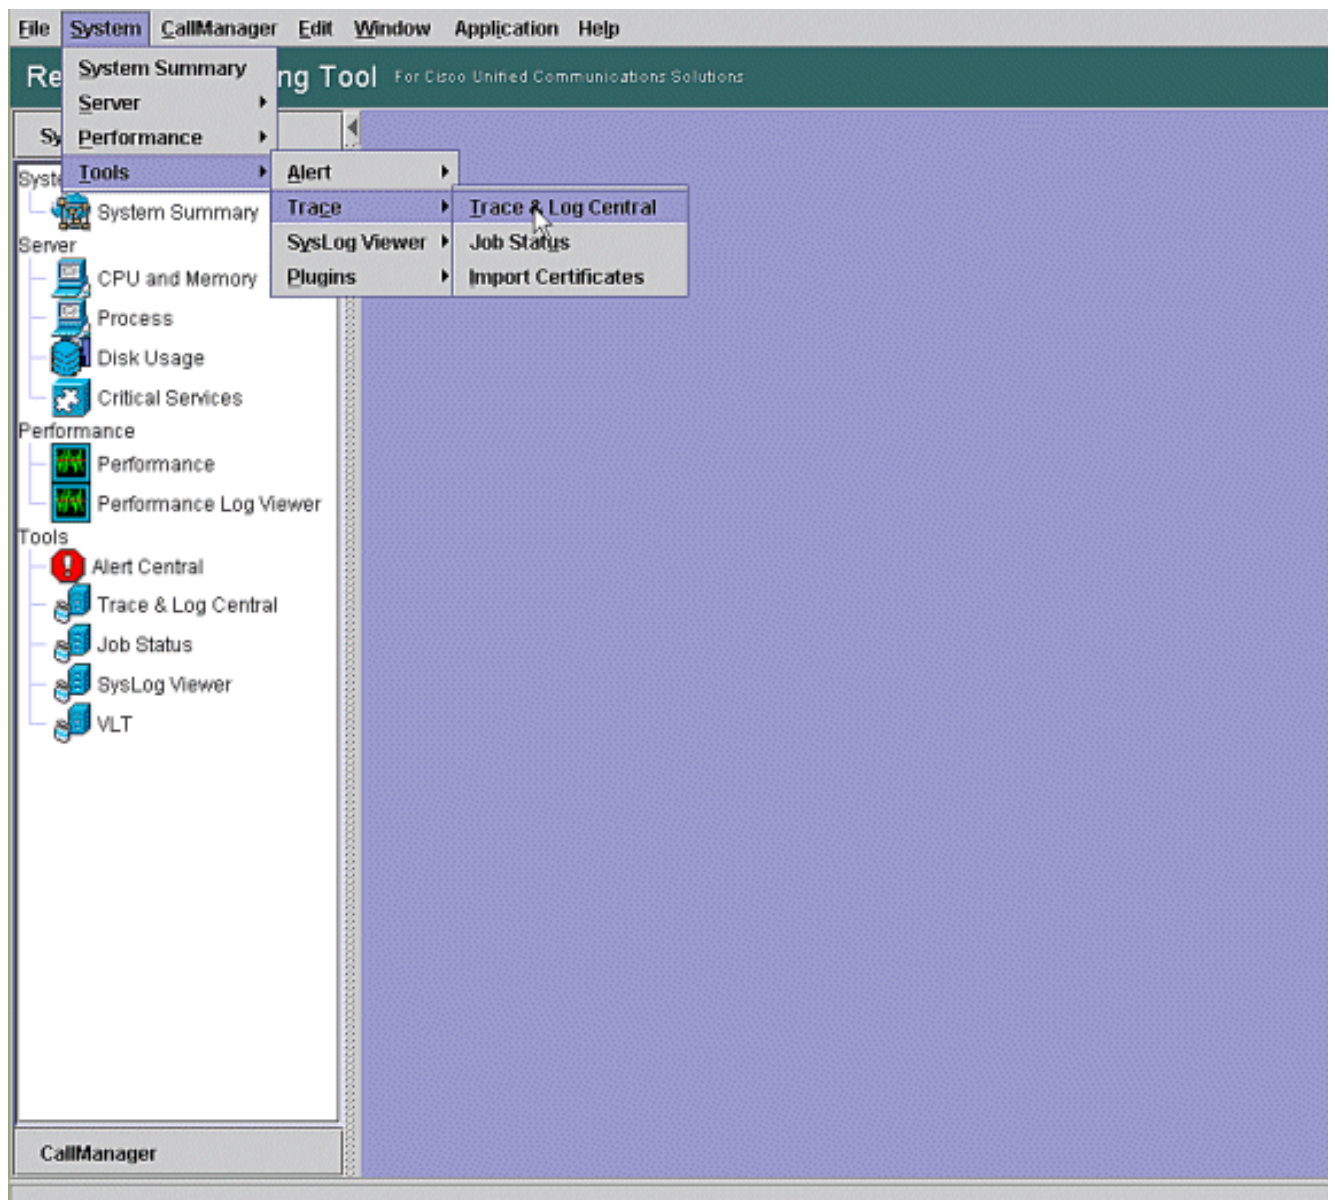 File System CallManager Edit Window Application Help
Re ng Tool For Cisco Unified Communications Solutions
System Summary
Server
Performance
Tools
Alert
Trace
SysLog Viewer
Plugins
Trace & Log Central
Job Status
Import Certificates
Sy
Syste
System Summary
Server
CPU and Memory
Process
Disk Usage
Critical Services
Performance
Performance
Performance Log Viewer
Tools
Alert Central
Trace & Log Central
Job Status
SysLog Viewer
VLT
CallManager